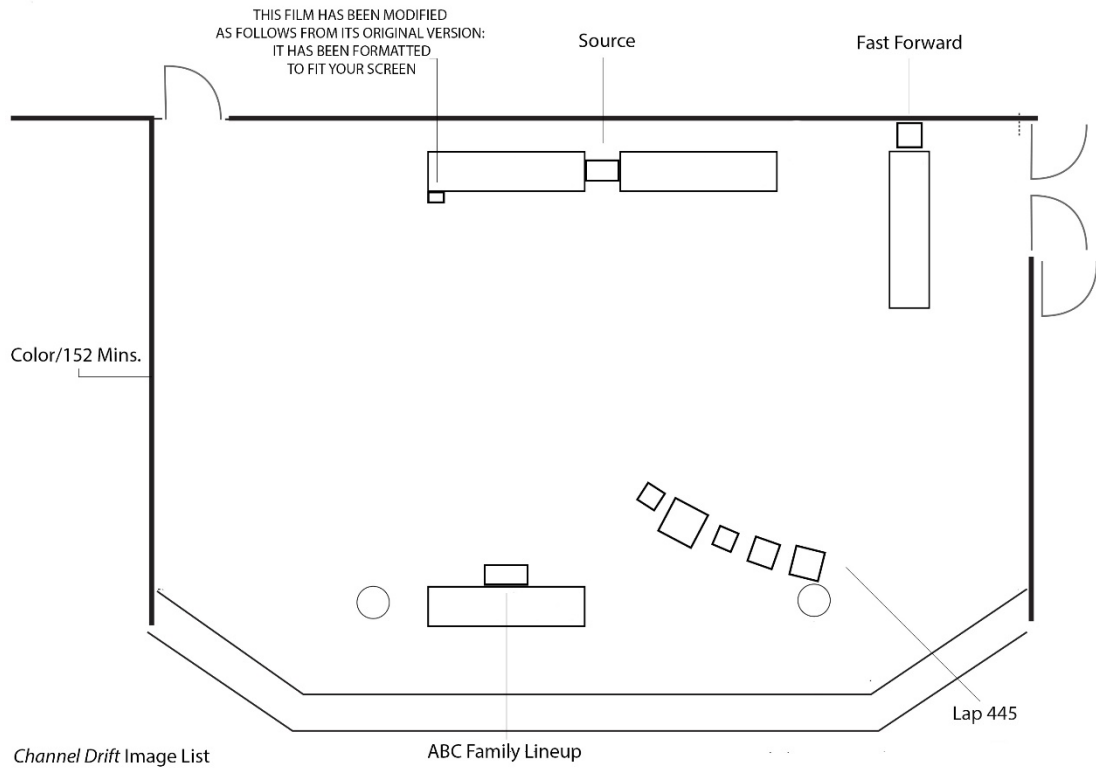 THIS FILM HAS BEEN MODIFIED
AS FOLLOWS FROM ITS ORIGINAL VERSION:
IT HAS BEEN FORMATTED
TO FIT YOUR SCREEN
Source
Fast Forward
Color/152 Mins.
Lap 445
ABC Family Lineup
Channel Drift Image List